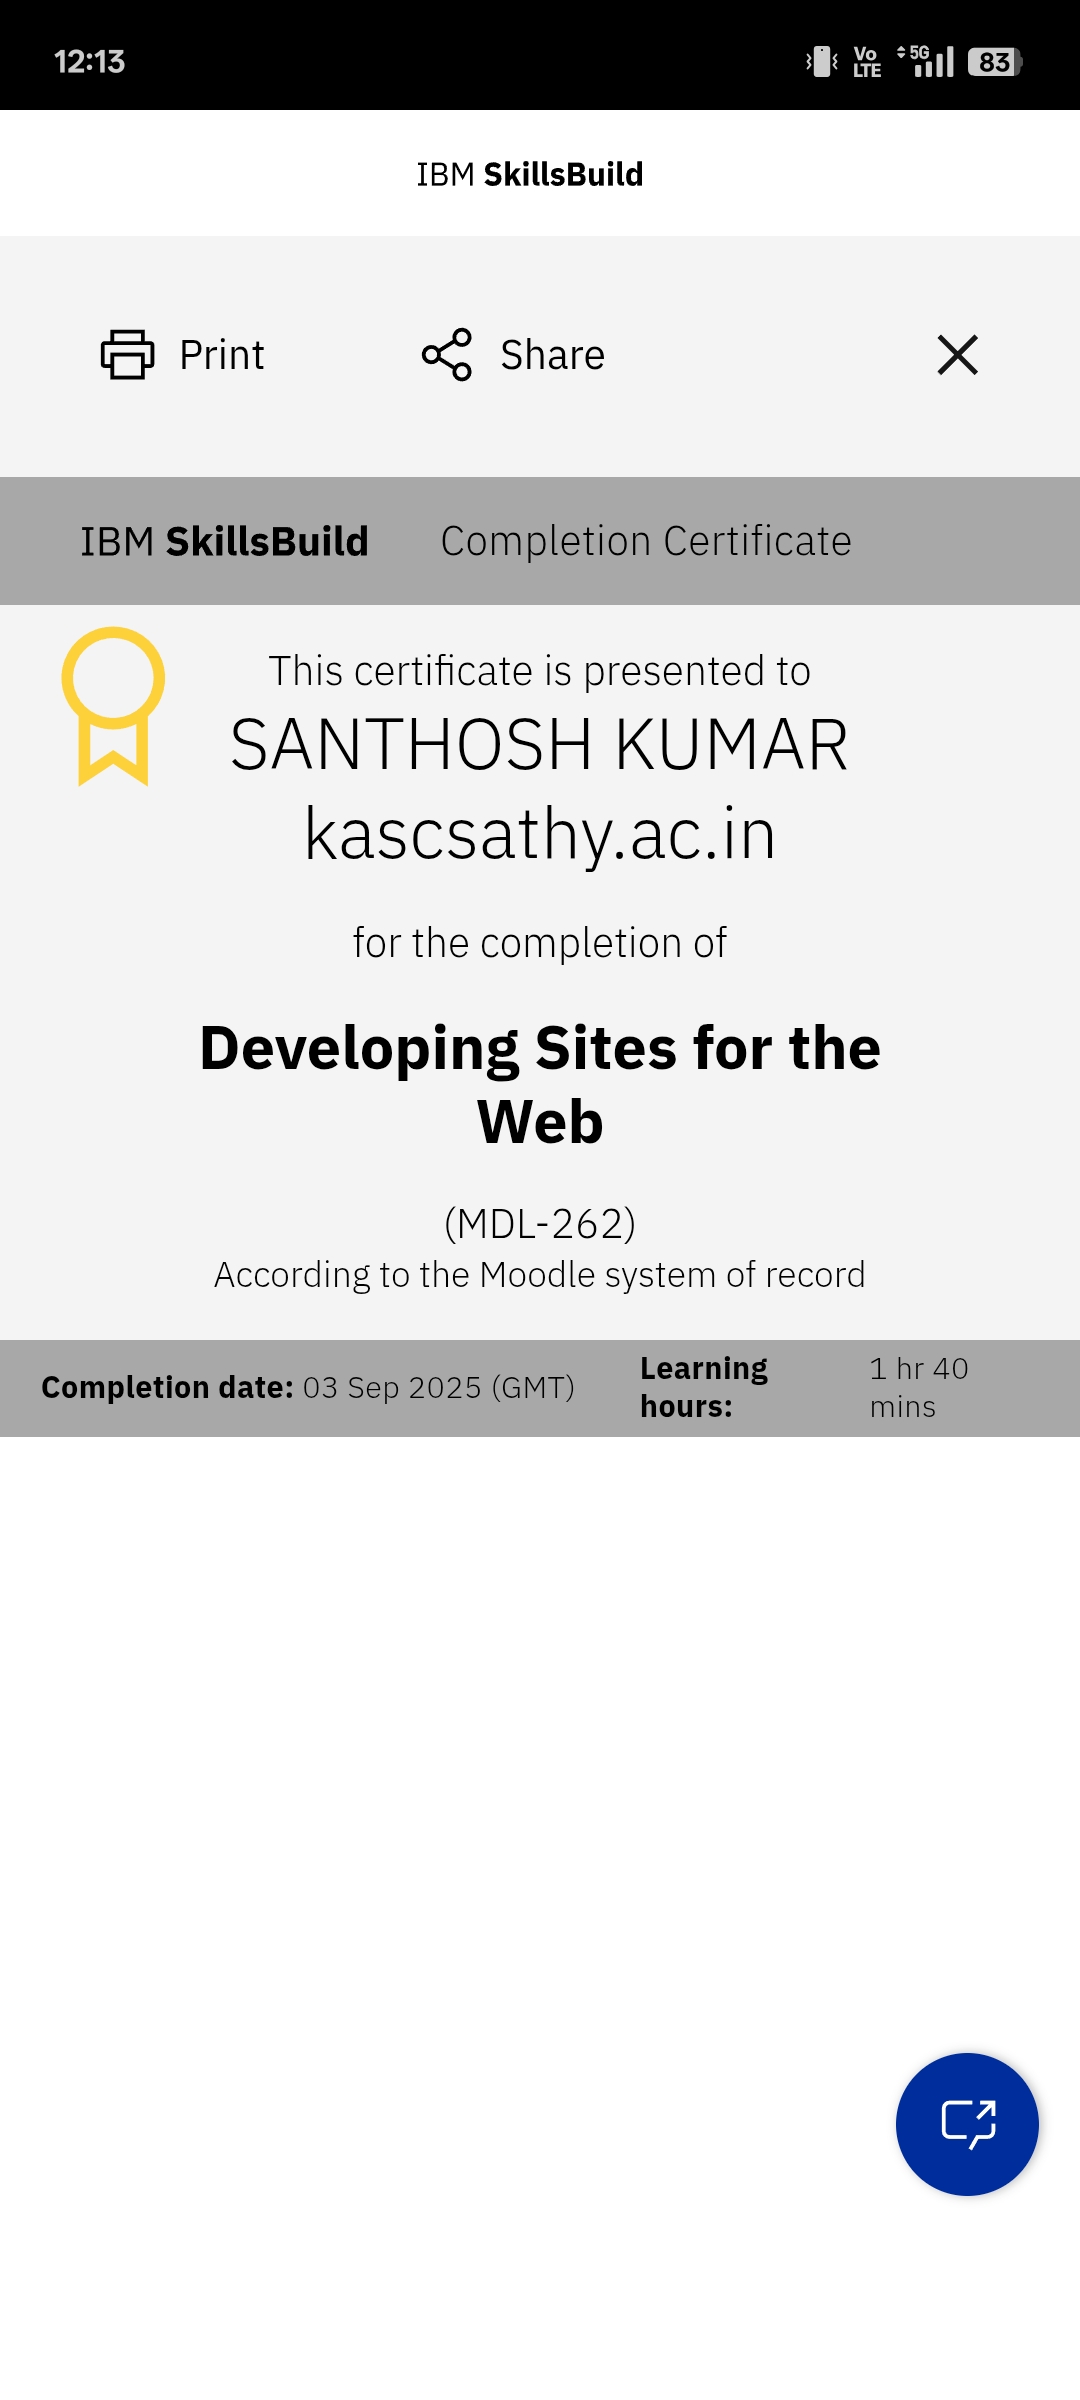 12:13
Vo
LTE
5G
83
IBM SkillsBuild
Print
Share
IBM SkillsBuild Completion Certificate
This certificate is presented to
SANTHOSH KUMAR
kascsathy.ac.in
for the completion of
Developing Sites for the
Web
(MDL-262)
According to the Moodle system of record
Completion date: 03 Sep 2025 (GMT)
Learning
hours:
1 hr 40
mins